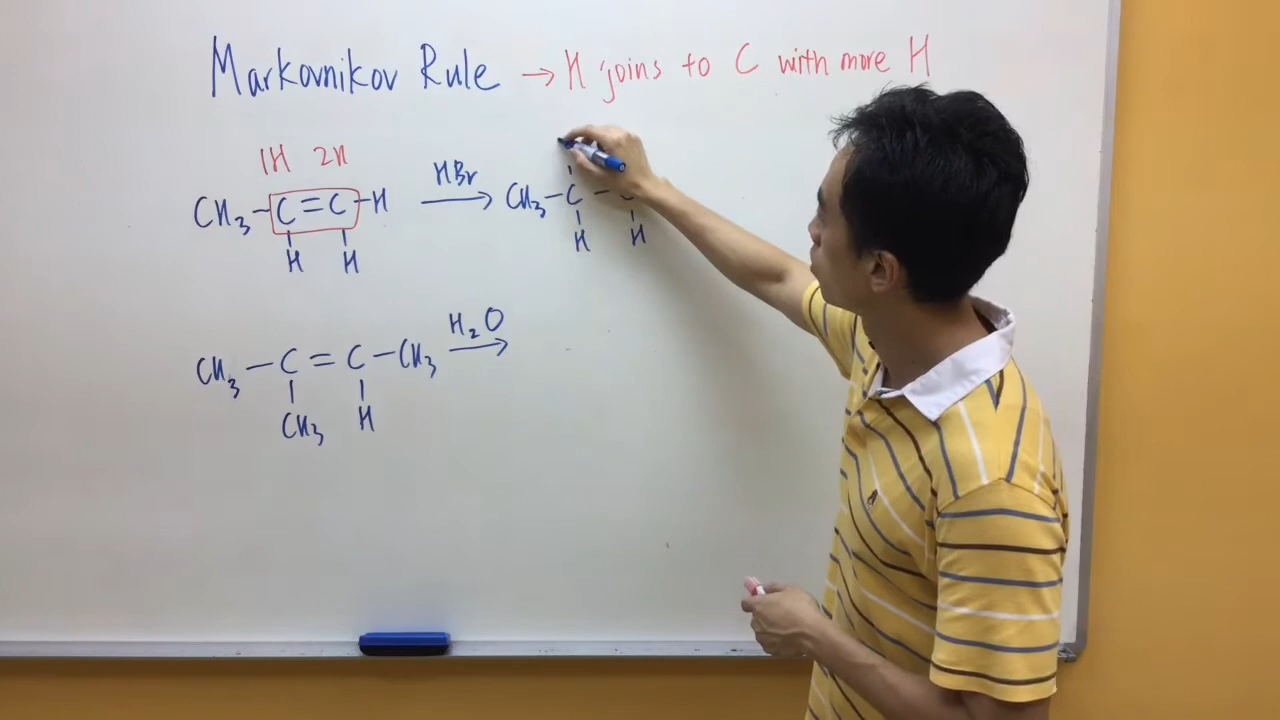 Markovnikov Rule → H joins to C with more H
1H 2H
CH₃-C=C-H HBr → CH₃-C-C
H H H H
CH₃-C=C-CH₃ H₂O →
CH₃ H